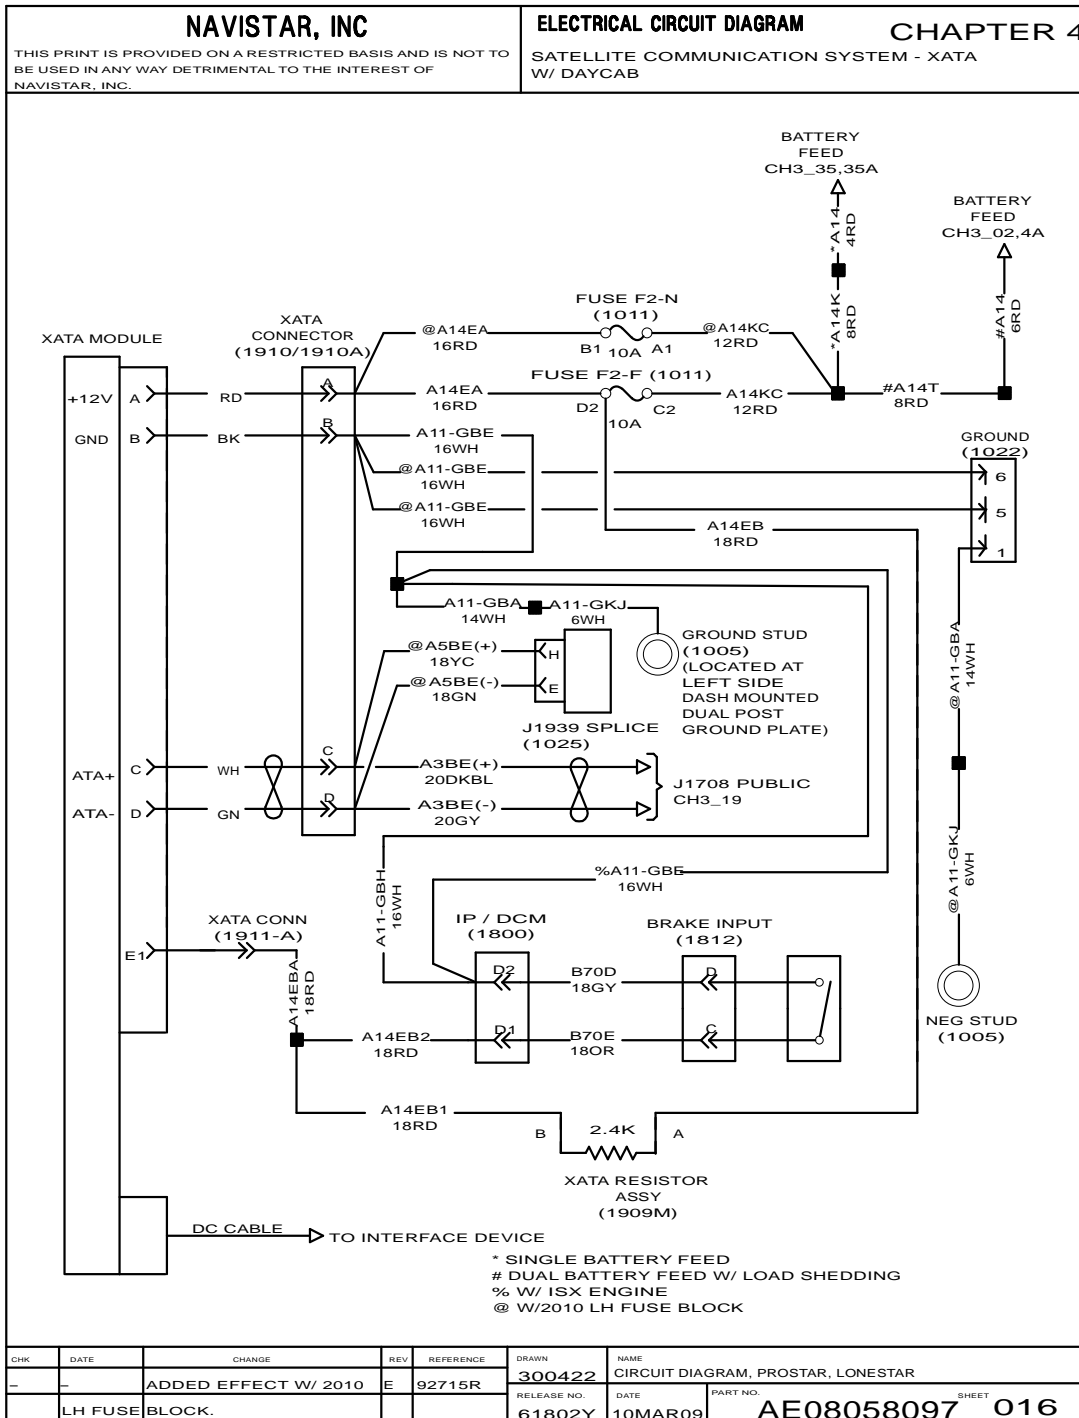 NAVISTAR, INC
THIS PRINT IS PROVIDED ON A RESTRICTED BASIS AND IS NOT TO
BE USED IN ANY WAY DETRIMENTAL TO THE INTEREST OF
NAVISTAR, INC.
ELECTRICAL CIRCUIT DIAGRAM
CHAPTER 4
SATELLITE COMMUNICATION SYSTEM - XATA
W/ DAYCAB
BATTERY
FEED
CH3_35,35A
BATTERY
FEED
CH3_02,4A
*A14
4RD
*A14K
8RD
#A14
6RD
XATA MODULE
XATA
CONNECTOR
(1910/1910A)
FUSE F2-N
(1011)
@A14EA
16RD
B1 10A A1
@A14KC
12RD
FUSE F2-F (1011)
+12V
A
RD
A
A14EA
16RD
D2
10A
C2
A14KC
12RD
#A14T
8RD
GND
B
BK
B
A11-GBE
16WH
@A11-GBE
16WH
@A11-GBE
16WH
GROUND
(1022)
6
5
1
A14EB
18RD
A11-GBA
14WH
A11-GKJ
6WH
@A5BE(+)
18YC
H
@A5BE(-)
18GN
E
J1939 SPLICE
(1025)
GROUND STUD
(1005)
(LOCATED AT
LEFT SIDE
DASH MOUNTED
DUAL POST
GROUND PLATE)
@A11-GBA
14WH
@A11-GKJ
6WH
NEG STUD
(1005)
ATA+
C
WH
C
A3BE(+)
20DKBL
ATA-
D
GN
D
A3BE(-)
20GY
J1708 PUBLIC
CH3_19
%A11-GBE
16WH
A11-GBH
16WH
XATA CONN
(1911-A)
E1
A14EBA
18RD
IP / DCM
(1800)
BRAKE INPUT
(1812)
D2
B70D
18GY
D
A14EB2
18RD
D1
B70E
18OR
C
A14EB1
18RD
B
2.4K
A
XATA RESISTOR
ASSY
(1909M)
DC CABLE
TO INTERFACE DEVICE
* SINGLE BATTERY FEED
# DUAL BATTERY FEED W/ LOAD SHEDDING
% W/ ISX ENGINE
@ W/2010 LH FUSE BLOCK
CHK DATE CHANGE REV REFERENCE
- - ADDED EFFECT W/ 2010 E 92715R
LH FUSE BLOCK.
DRAWN
300422
NAME
CIRCUIT DIAGRAM, PROSTAR, LONESTAR
RELEASE NO.
61802Y
DATE
10MAR09
PART NO.
AE08058097
SHEET
016